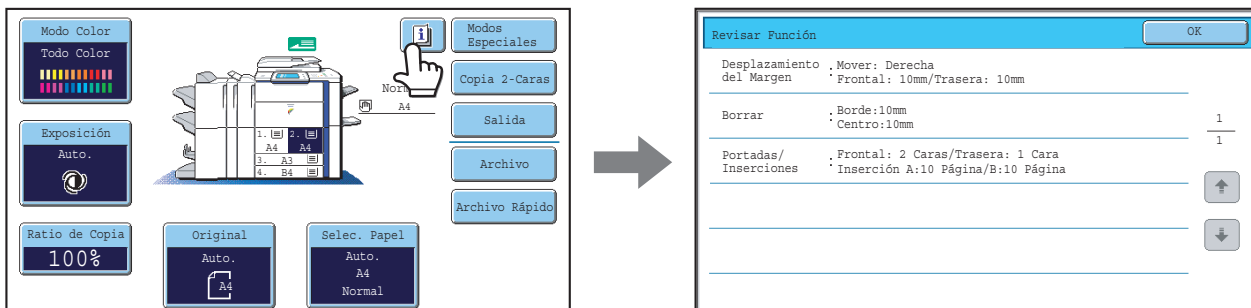 Modo Color
Todo Color
Exposición
Auto.
Ratio de Copia
100%
Original
Auto.
A4
Selec. Papel
Auto.
A4
Normal
1.
A4
2.
A4
3. A3
4. B4
A4
Modos
Especiales
Copia 2-Caras
Salida
Archivo
Archivo Rápido
Revisar Función
OK
Desplazamiento
del Margen
: Mover: Derecha
Frontal: 10mm/Trasera: 10mm
Borrar
: Borde:10mm
Centro:10mm
Portadas/
Inserciones
: Frontal: 2 Caras/Trasera: 1 Cara
Inserción A:10 Página/B:10 Página
1
1